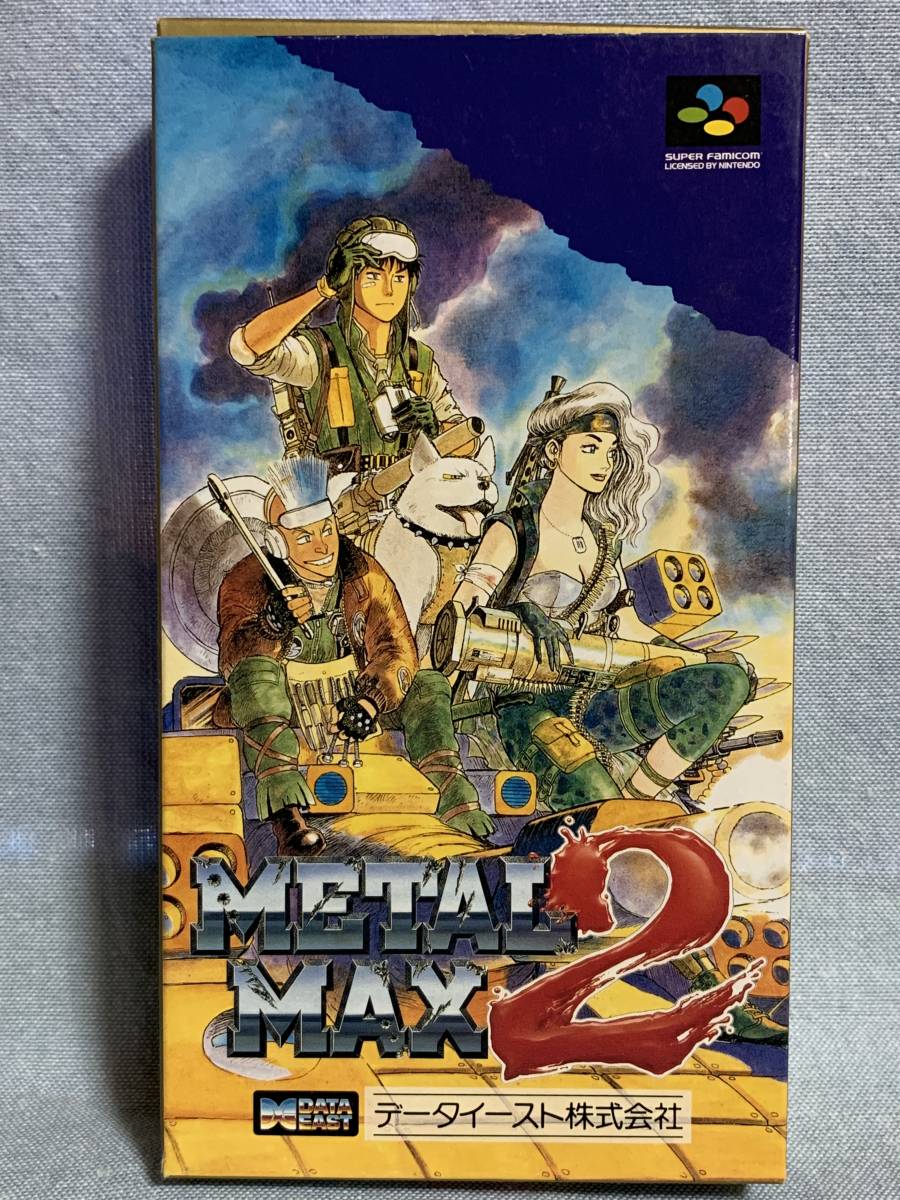 SUPER FAMICOM
LICENSED BY NINTENDO
METAL
MAX
2
DATA
EAST
データイースト株式会社